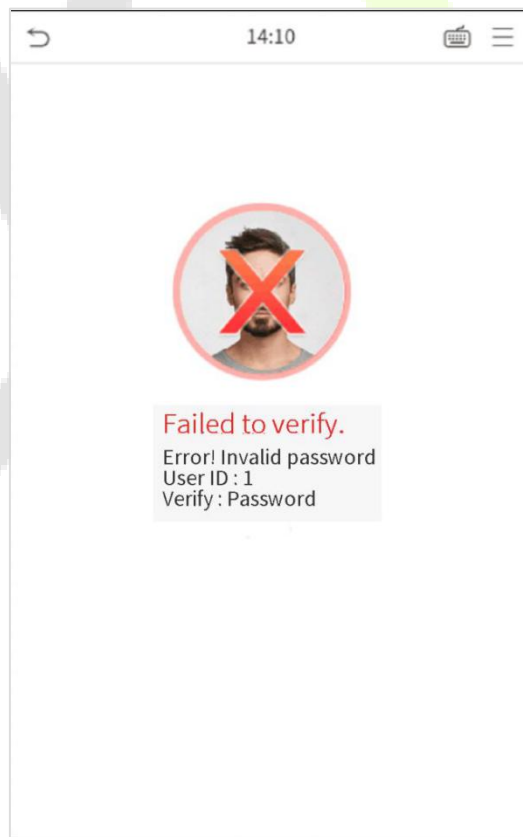 14:10
Failed to verify.
Error! Invalid password
User ID : 1
Verify : Password